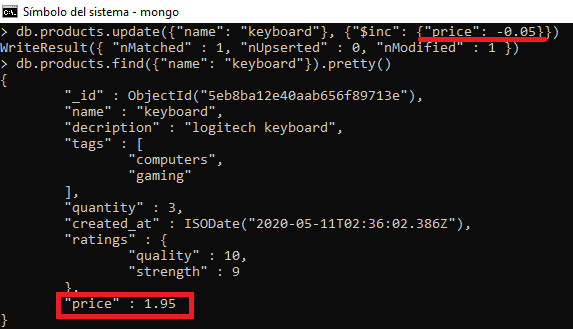 Símbolo del sistema - mongo
> db.products.update({"name": "keyboard"}, {"$inc": {"price": -0.05}})
WriteResult({ "nMatched" : 1, "nUpserted" : 0, "nModified" : 1 })
> db.products.find({"name": "keyboard"}).pretty()
{
"_id" : ObjectId("5eb8ba12e40aab656f89713e"),
"name" : "keyboard",
"decription" : "logitech keyboard",
"tags" : [
"computers",
"gaming"
],
"quantity" : 3,
"created_at" : ISODate("2020-05-11T02:36:02.386Z"),
"ratings" : {
"quality" : 10,
"strength" : 9
},
"price" : 1.95
}